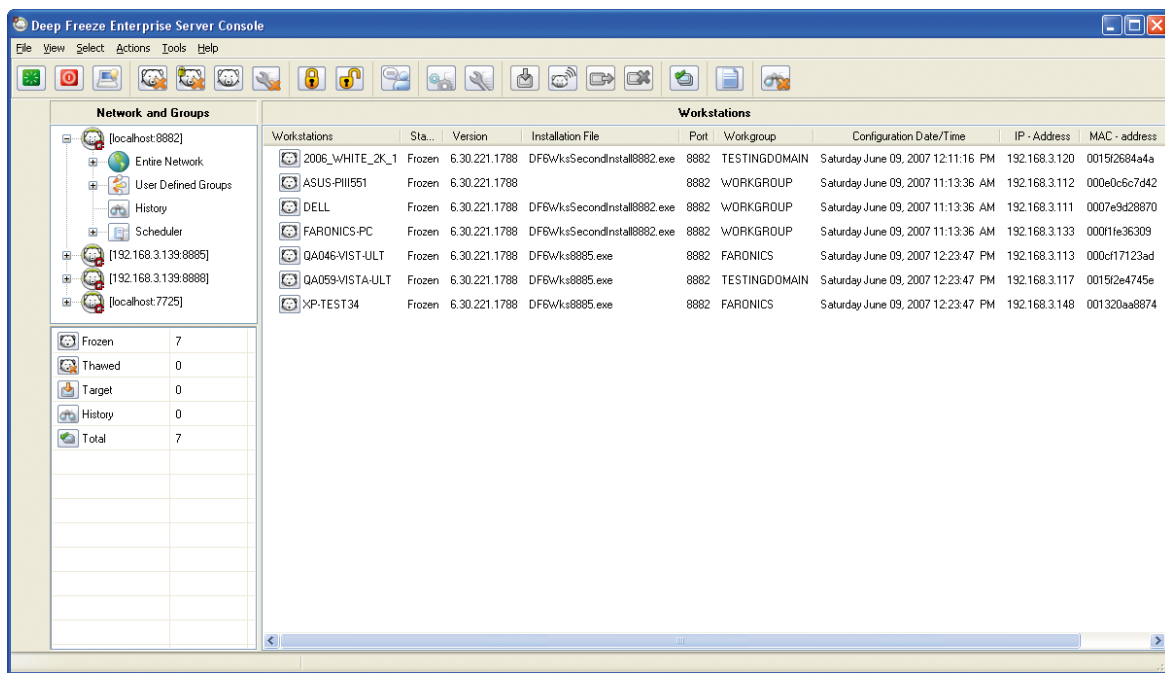 Deep Freeze Enterprise Server Console
File View Select Actions Tools Help
Network and Groups
Workstations
[localhost:8882]
Entire Network
User Defined Groups
History
Scheduler
[192.168.3.139:8885]
[192.168.3.139:8888]
[localhost:7725]
Frozen 7
Thawed 0
Target 0
History 0
Total 7
Workstations Sta... Version Installation File Port Workgroup Configuration Date/Time IP - Address MAC - address
2006_WHITE_2K_1 Frozen 6.30.221.1788 DF6WksSecondInstall8882.exe 8882 TESTINGDOMAIN Saturday June 09, 2007 12:11:16 PM 192.168.3.120 0015f2684a4a
ASUS-PIII551 Frozen 6.30.221.1788 8882 WORKGROUP Saturday June 09, 2007 11:13:36 AM 192.168.3.112 000e0c6c7d42
DELL Frozen 6.30.221.1788 DF6WksSecondInstall8882.exe 8882 WORKGROUP Saturday June 09, 2007 11:13:36 AM 192.168.3.111 0007e9d28870
FARONICS-PC Frozen 6.30.221.1788 DF6WksSecondInstall8882.exe 8882 WORKGROUP Saturday June 09, 2007 11:13:36 AM 192.168.3.133 000f1fe36309
QA046-VIST-ULT Frozen 6.30.221.1788 DF6Wks8885.exe 8882 FARONICS Saturday June 09, 2007 12:23:47 PM 192.168.3.113 000cf17123ad
QA059-VISTA-ULT Frozen 6.30.221.1788 DF6Wks8885.exe 8882 TESTINGDOMAIN Saturday June 09, 2007 12:23:47 PM 192.168.3.117 0015f2e4745e
XP-TEST34 Frozen 6.30.221.1788 DF6Wks8885.exe 8882 FARONICS Saturday June 09, 2007 12:23:47 PM 192.168.3.148 001320aa8874